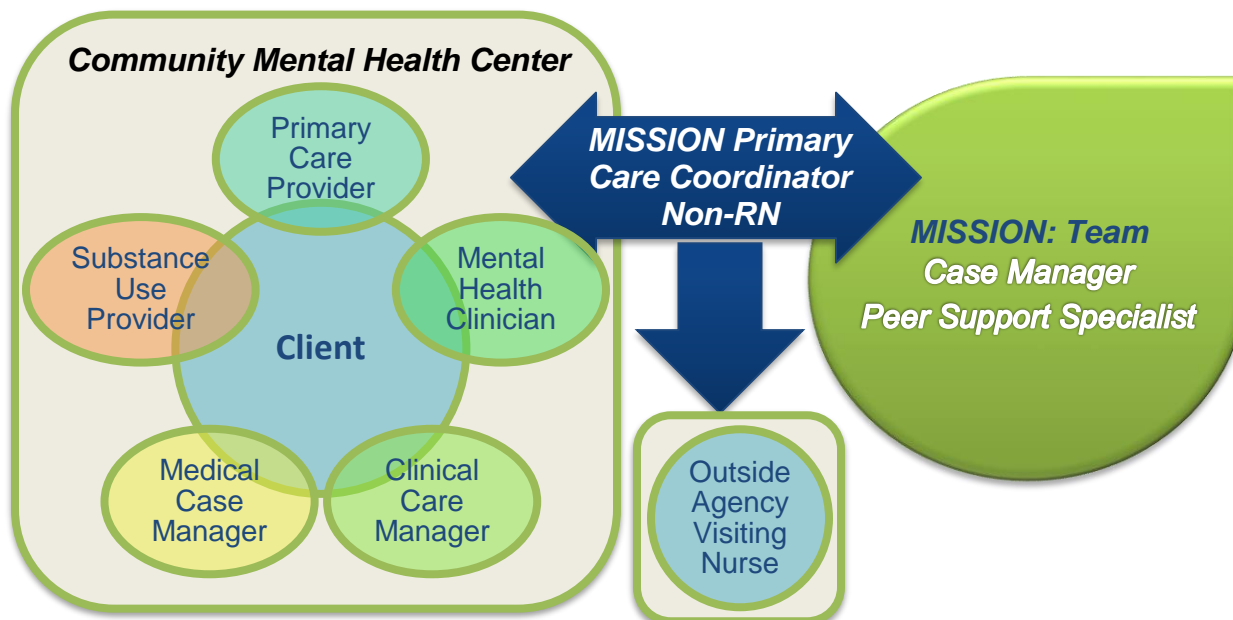 Community Mental Health Center
Primary
Care
Provider
Substance
Use
Provider
Mental
Health
Clinician
Client
Medical
Case
Manager
Clinical
Care
Manager
MISSION Primary
Care Coordinator
Non-RN
Outside
Agency
Visiting
Nurse
MISSION: Team
Case Manager
Peer Support Specialist